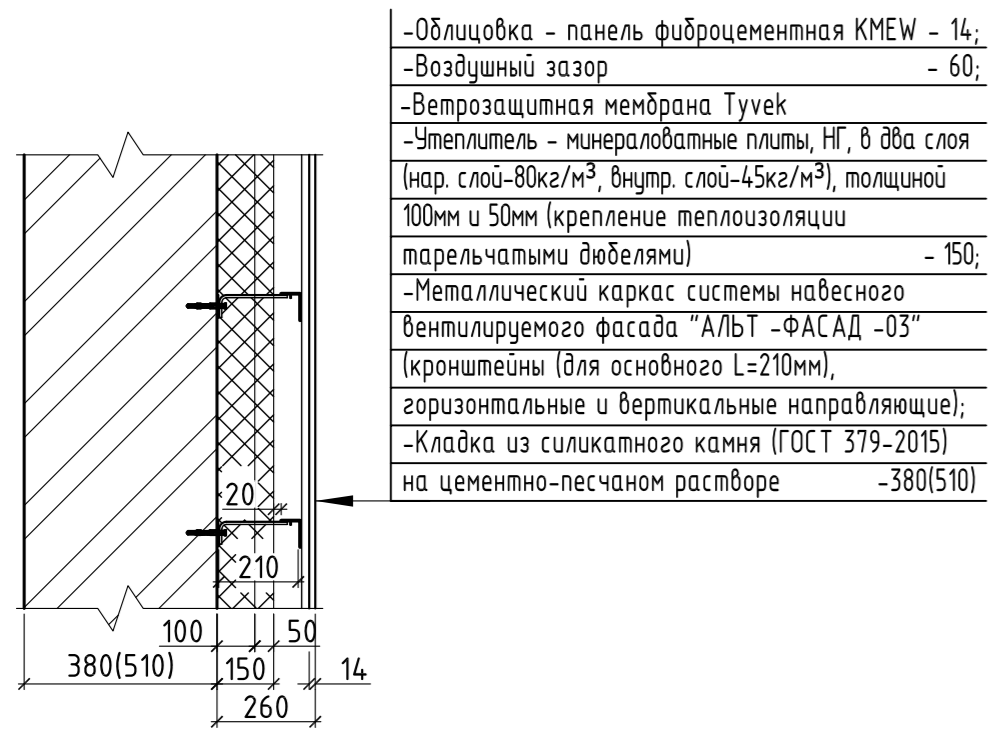 -Облицовка - панель фиброцементная KMEW - 14;
-Воздушный зазор - 60;
-Ветрозащитная мембрана Tyvek
-Утеплитель - минераловатные плиты, НГ, в два слоя
(нар. слой-80кг/м³, внутр. слой-45кг/м³), толщиной
100мм и 50мм (крепление теплоизоляции
тарельчатыми дюбелями) - 150;
-Металлический каркас системы навесного
вентилируемого фасада "АЛЬТ -ФАСАД -03"
(кронштейны (для основного L=210мм),
горизонтальные и вертикальные направляющие);
-Кладка из силикатного камня (ГОСТ 379-2015)
на цементно-песчаном растворе -380(510)
20
210
100 50
380(510) 150 14
260